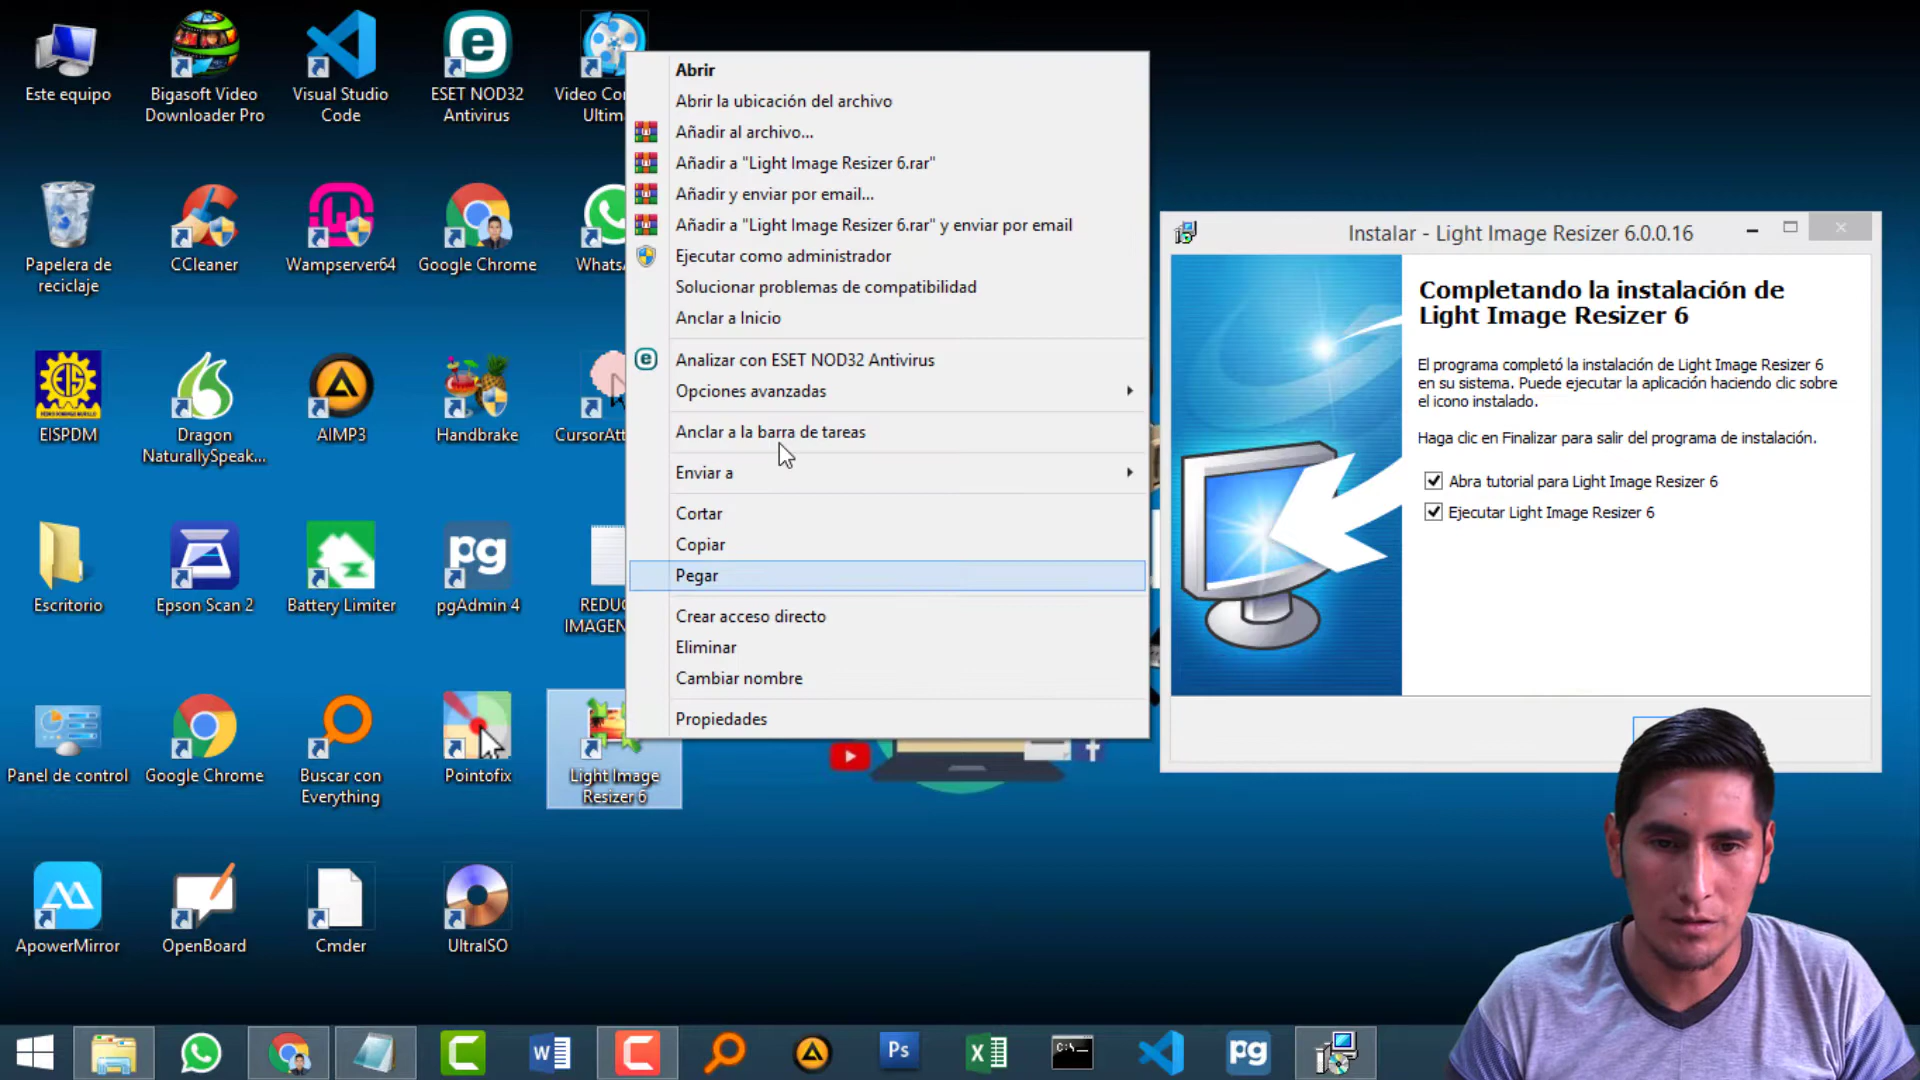 Este equipo
Bigasoft Video
Downloader Pro
Visual Studio
Code
ESET NOD32
Antivirus
Video Co
Ultim
Papelera de
reciclaje
CCleaner
Wampserver64
Google Chrome
Whats
EISPDM
Dragon
NaturallySpeak...
AIMP3
Handbrake
CursorAtt
Escritorio
Epson Scan 2
Battery Limiter
pgAdmin 4
REDUC
IMAGEN
Panel de control
Google Chrome
Buscar con
Everything
Pointofix
Light Image
Resizer 6
ApowerMirror
OpenBoard
Cmder
UltraISO
Abrir
Abrir la ubicación del archivo
Añadir al archivo...
Añadir a "Light Image Resizer 6.rar"
Añadir y enviar por email...
Añadir a "Light Image Resizer 6.rar" y enviar por email
Ejecutar como administrador
Solucionar problemas de compatibilidad
Anclar a Inicio
Analizar con ESET NOD32 Antivirus
Opciones avanzadas
Anclar a la barra de tareas
Enviar a
Cortar
Copiar
Pegar
Crear acceso directo
Eliminar
Cambiar nombre
Propiedades
Instalar - Light Image Resizer 6.0.0.16
Completando la instalación de
Light Image Resizer 6
El programa completó la instalación de Light Image Resizer 6
en su sistema. Puede ejecutar la aplicación haciendo clic sobre
el icono instalado.
Haga clic en Finalizar para salir del programa de instalación.
Abra tutorial para Light Image Resizer 6
Ejecutar Light Image Resizer 6